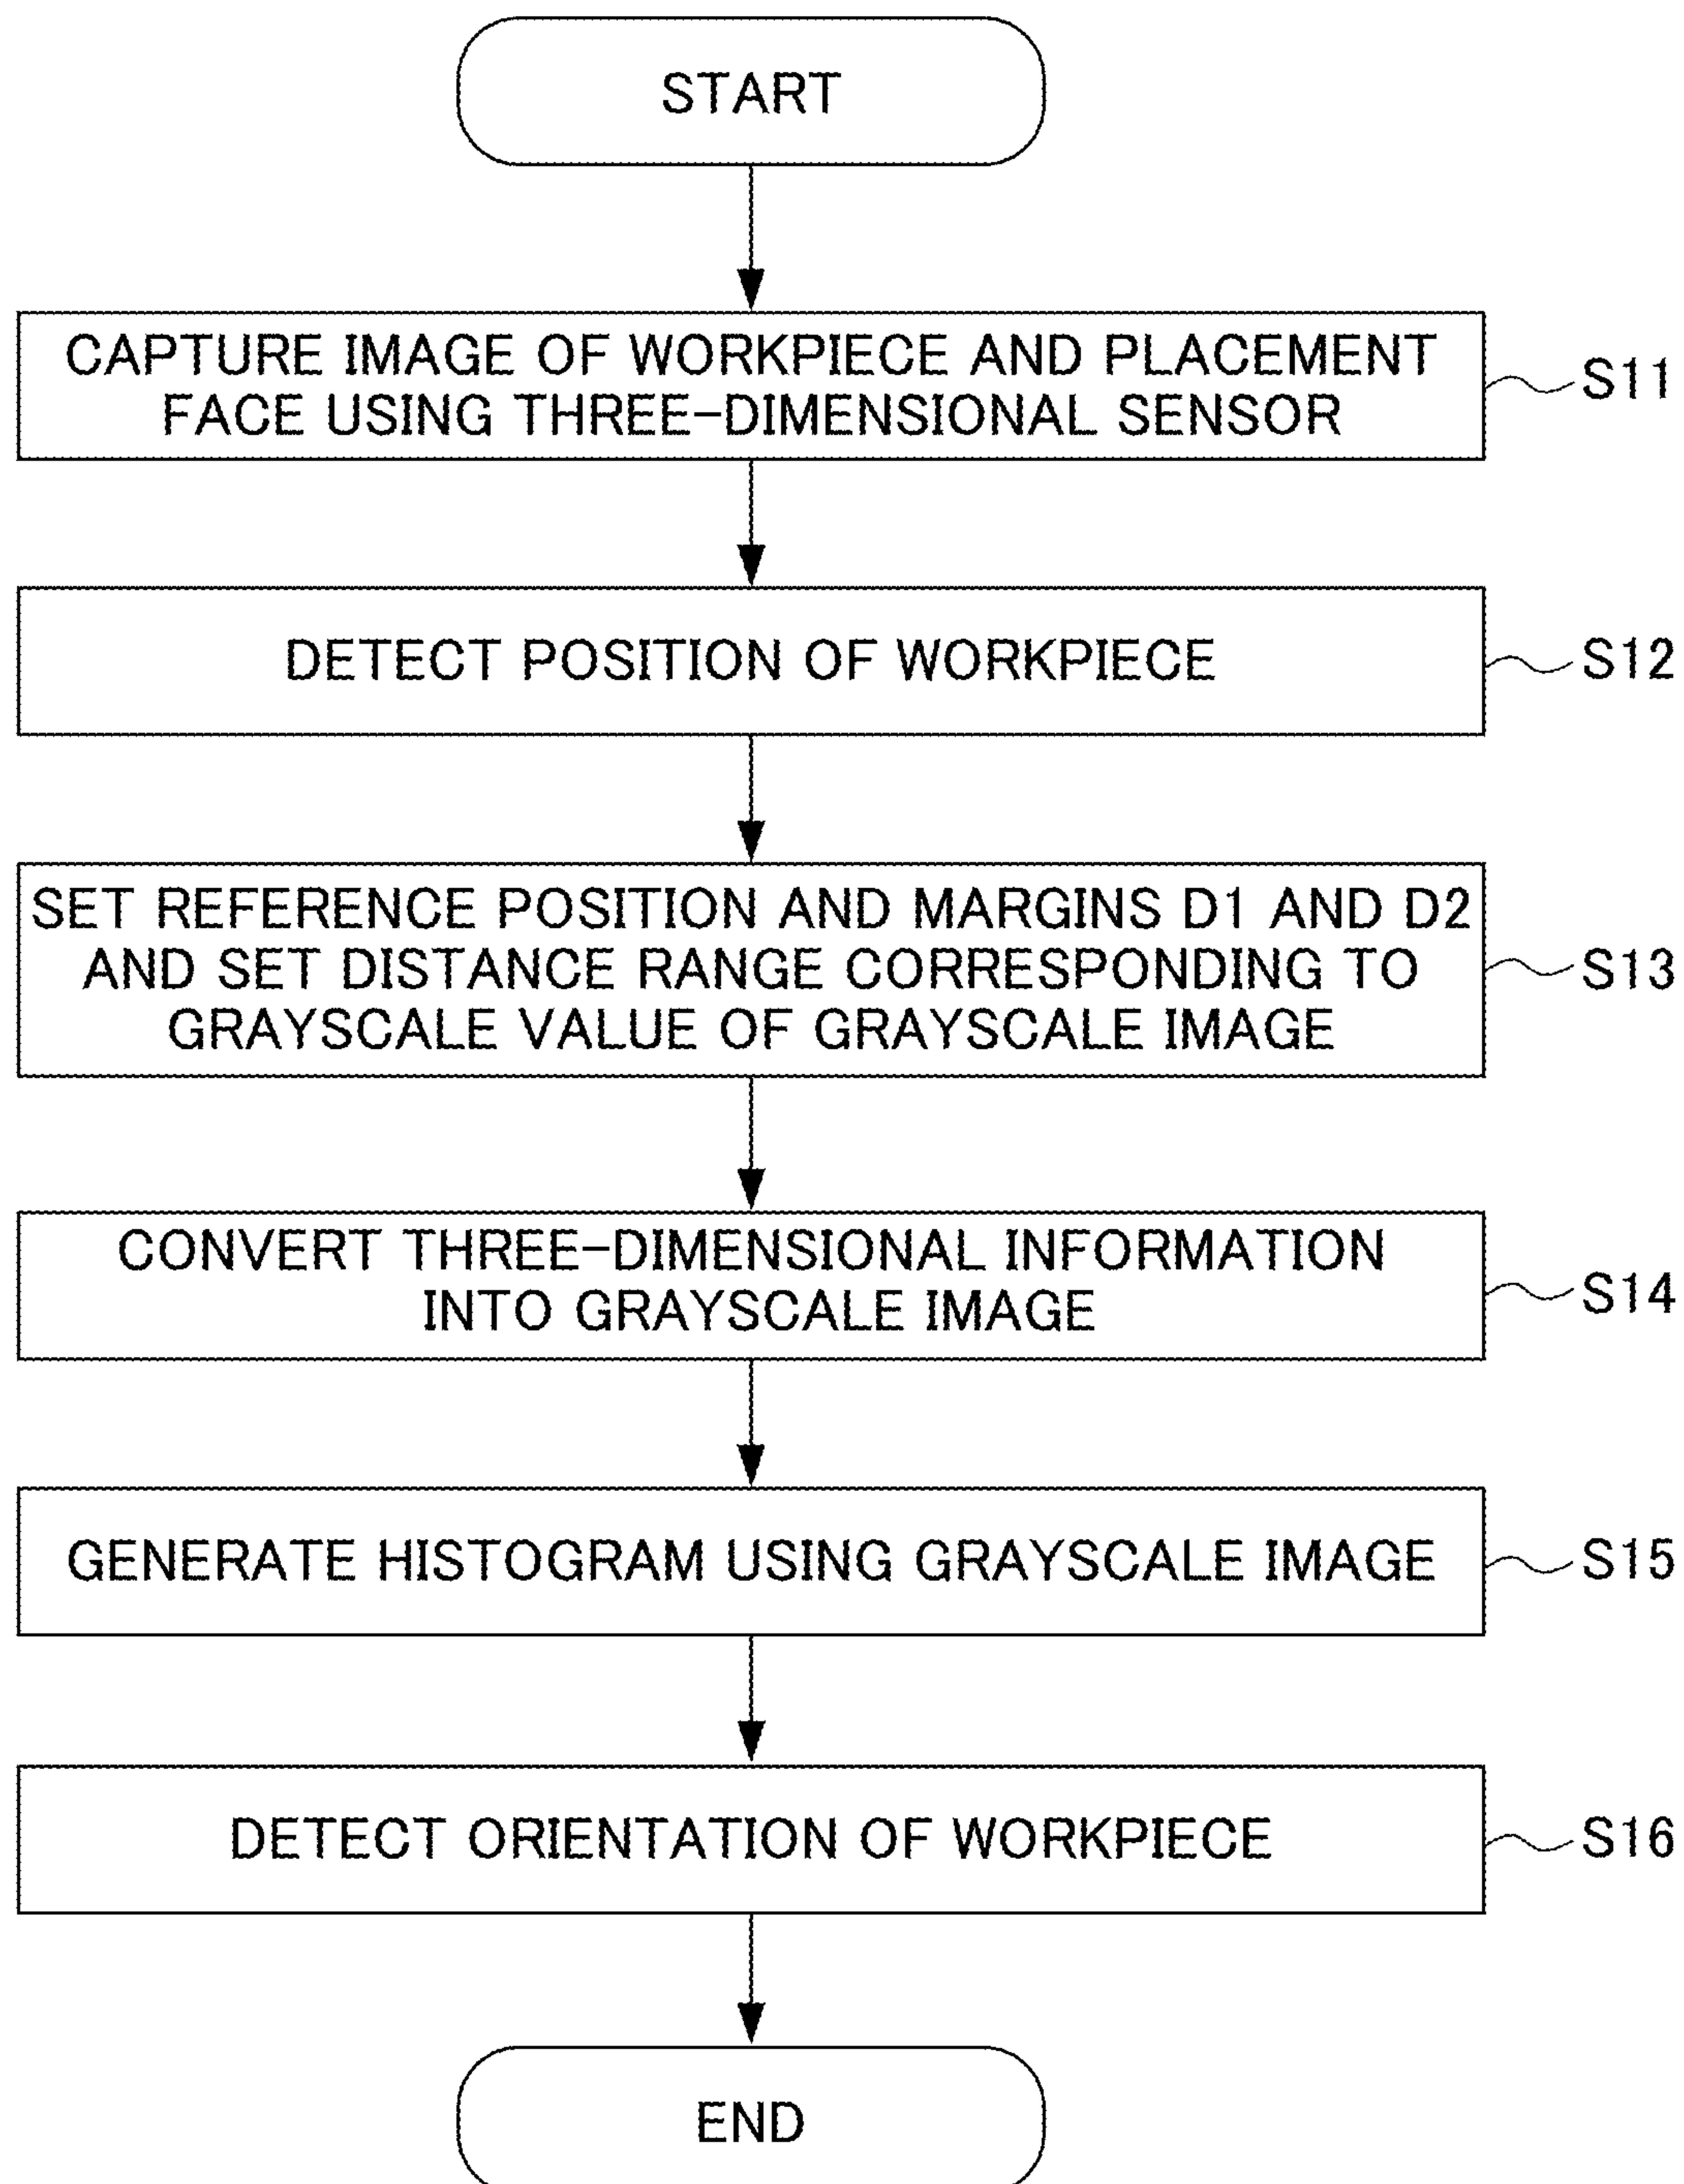 START
CAPTURE IMAGE OF WORKPIECE AND PLACEMENT
FACE USING THREE-DIMENSIONAL SENSOR
S11
DETECT POSITION OF WORKPIECE
S12
SET REFERENCE POSITION AND MARGINS D1 AND D2
AND SET DISTANCE RANGE CORRESPONDING TO
GRAYSCALE VALUE OF GRAYSCALE IMAGE
S13
CONVERT THREE-DIMENSIONAL INFORMATION
INTO GRAYSCALE IMAGE
S14
GENERATE HISTOGRAM USING GRAYSCALE IMAGE
S15
DETECT ORIENTATION OF WORKPIECE
S16
END